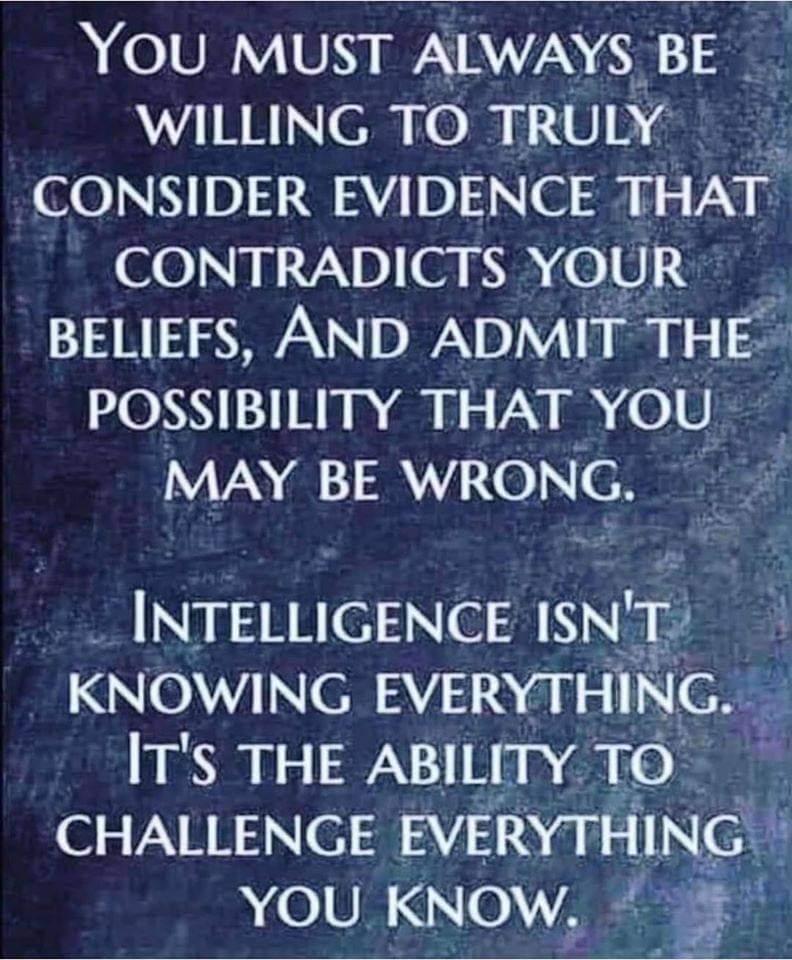 You must always be
willing to truly
consider evidence that
contradicts your
beliefs, And admit the
possibility that you
may be wrong.
Intelligence isn't
knowing everything.
It's the ability to
challenge everything
you know.